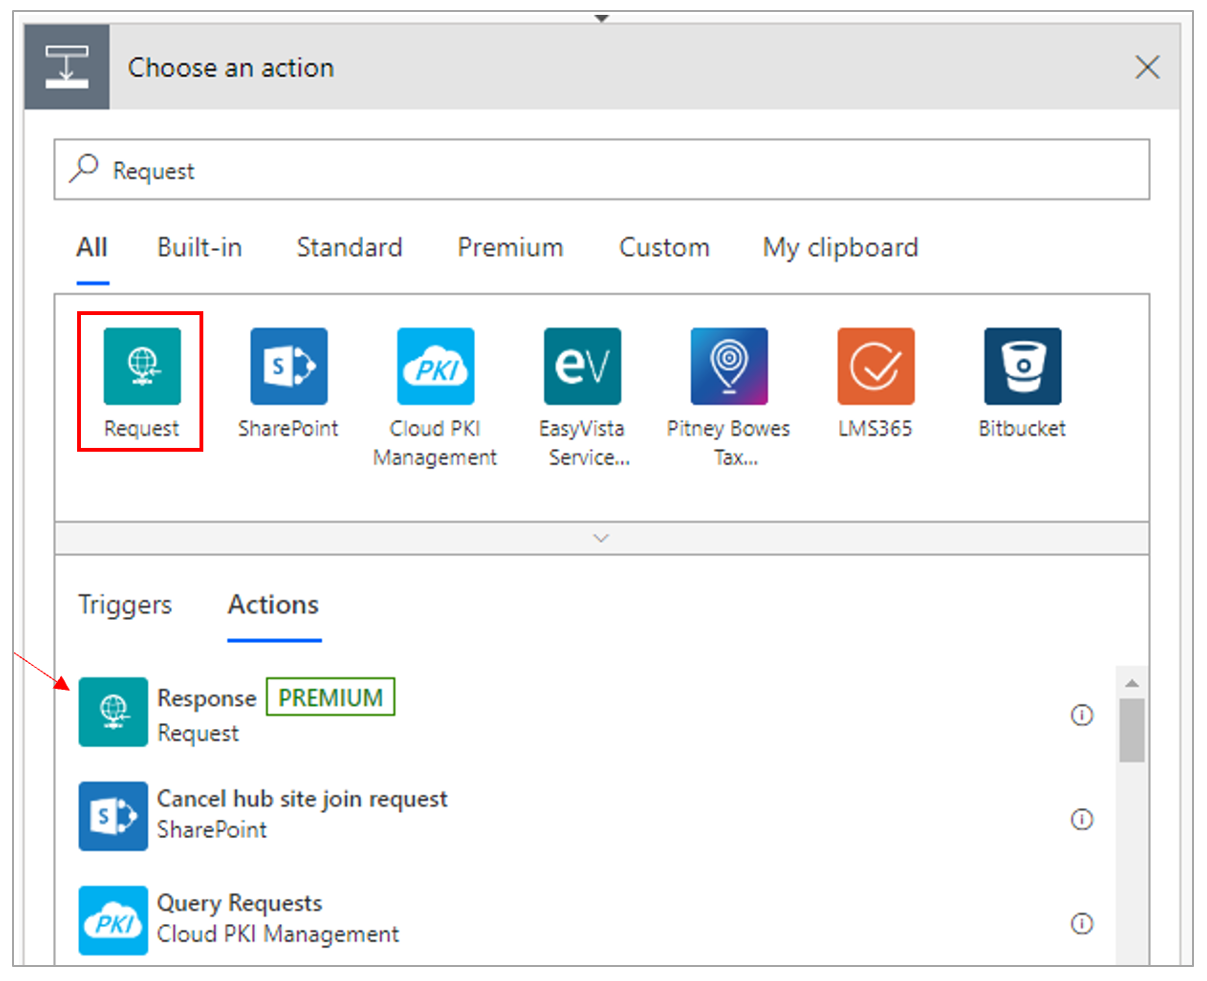 Choose an action
Request
All Built-in Standard Premium Custom My clipboard
Request SharePoint Cloud PKI EasyVista Pitney Bowes LMS365 Bitbucket
Management Service... Tax...
Triggers Actions
Response PREMIUM
Request
Cancel hub site join request
SharePoint
Query Requests
Cloud PKI Management